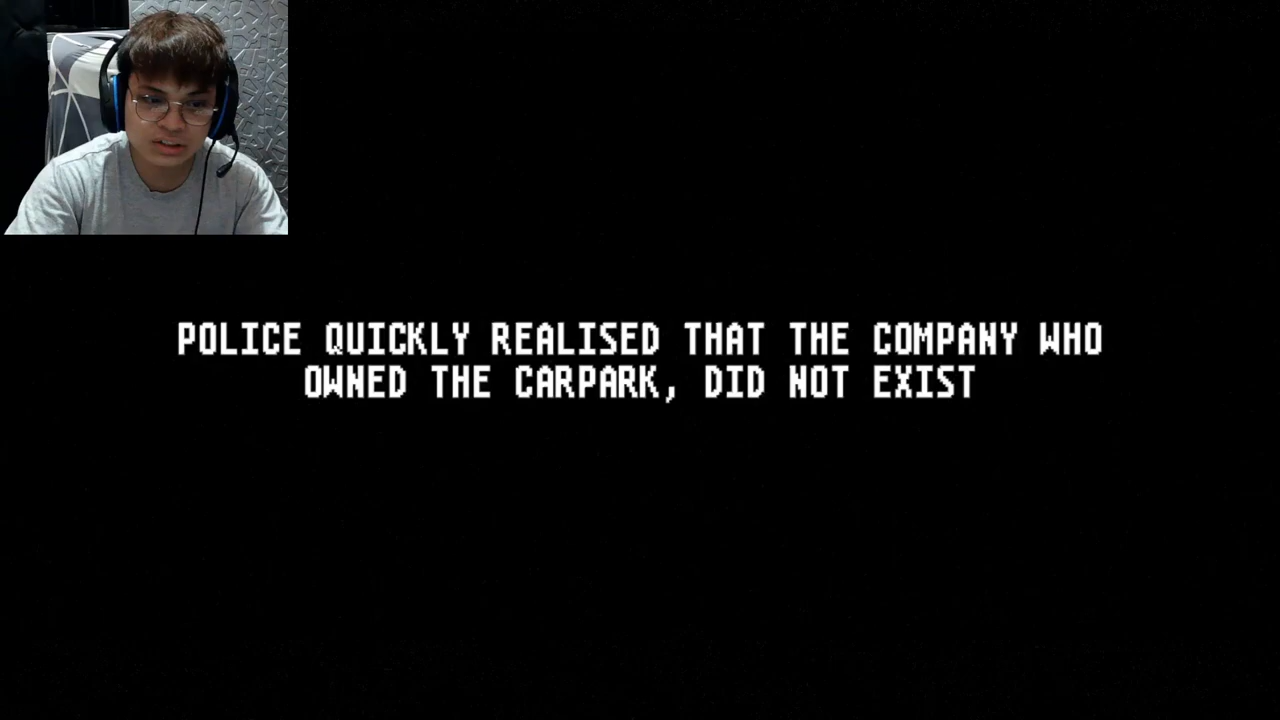 POLICE QUICKLY REALISED THAT THE COMPANY WHO
OWNED THE CARPARK, DID NOT EXIST